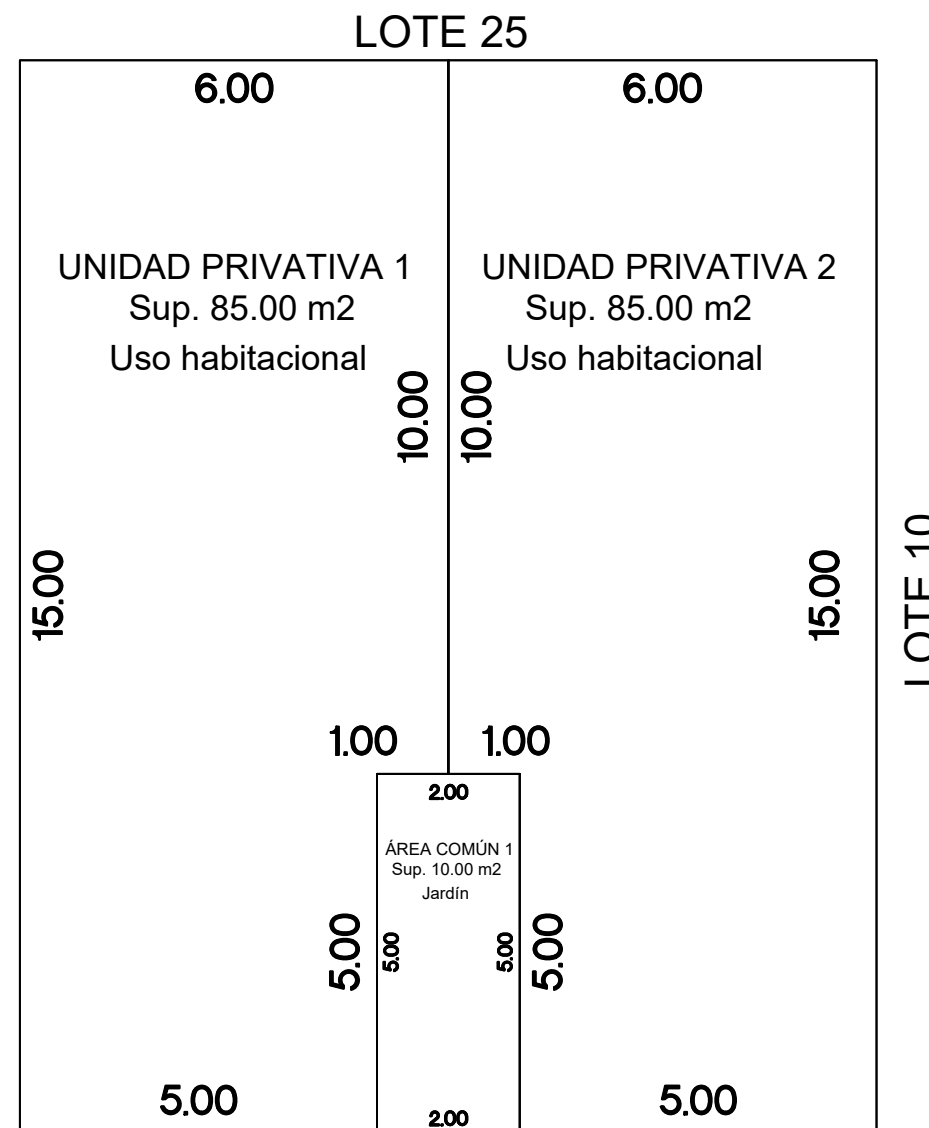 LOTE 25
6.00
6.00
UNIDAD PRIVATIVA 1
Sup. 85.00 m2
Uso habitacional
UNIDAD PRIVATIVA 2
Sup. 85.00 m2
Uso habitacional
10.00
10.00
15.00
15.00
LOTE 10
1.00
1.00
2.00
ÁREA COMÚN 1
Sup. 10.00 m2
Jardín
5.00
5.00
5.00
5.00
5.00
2.00
5.00